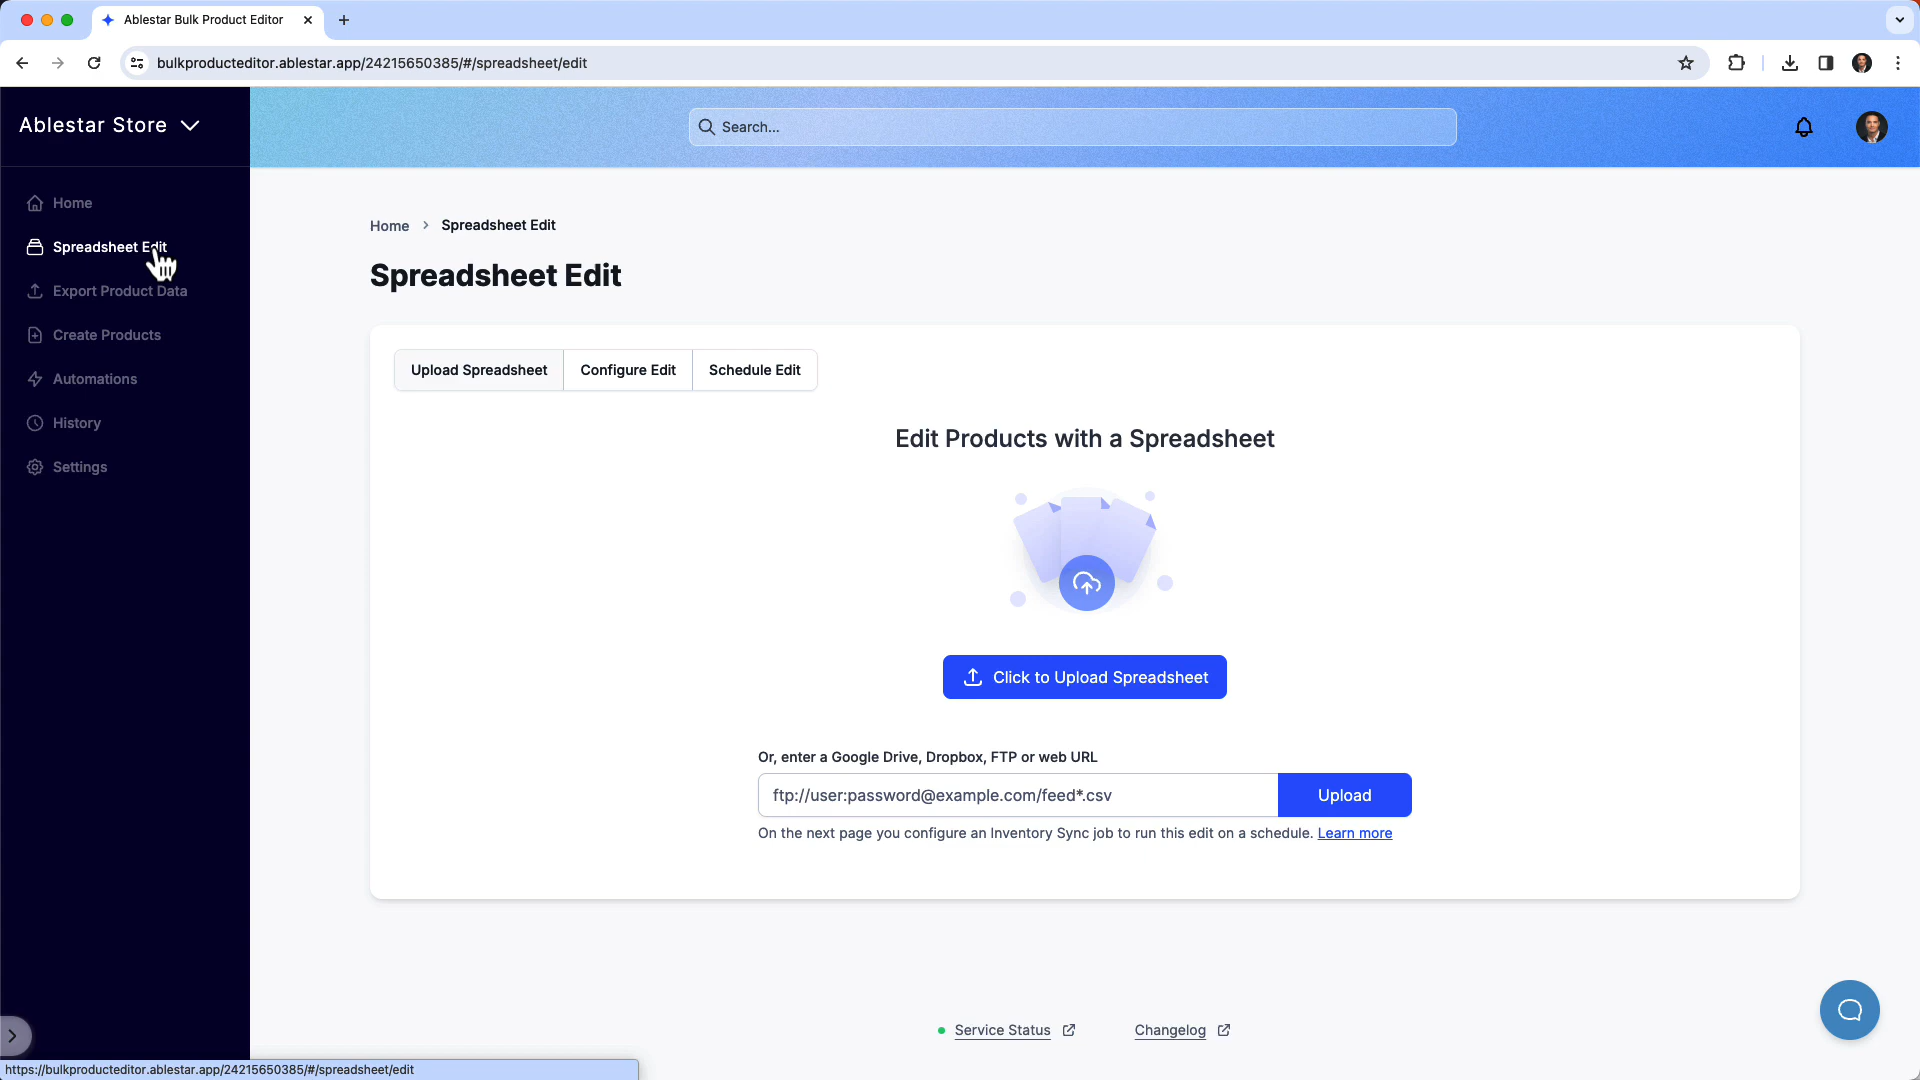 Ablestar Bulk Product Editor
bulkproducteditor.ablestar.app/24215650385/#/spreadsheet/edit
Ablestar Store
Search...
Home
Spreadsheet Edit
Export Product Data
Create Products
Automations
History
Settings
Home > Spreadsheet Edit
Spreadsheet Edit
Upload Spreadsheet
Configure Edit
Schedule Edit
Edit Products with a Spreadsheet
Click to Upload Spreadsheet
Or, enter a Google Drive, Dropbox, FTP or web URL
ftp://user:password@example.com/feed*.csv
Upload
On the next page you configure an Inventory Sync job to run this edit on a schedule. Learn more
Service Status
Changelog
https://bulkproducteditor.ablestar.app/24215650385/#/spreadsheet/edit